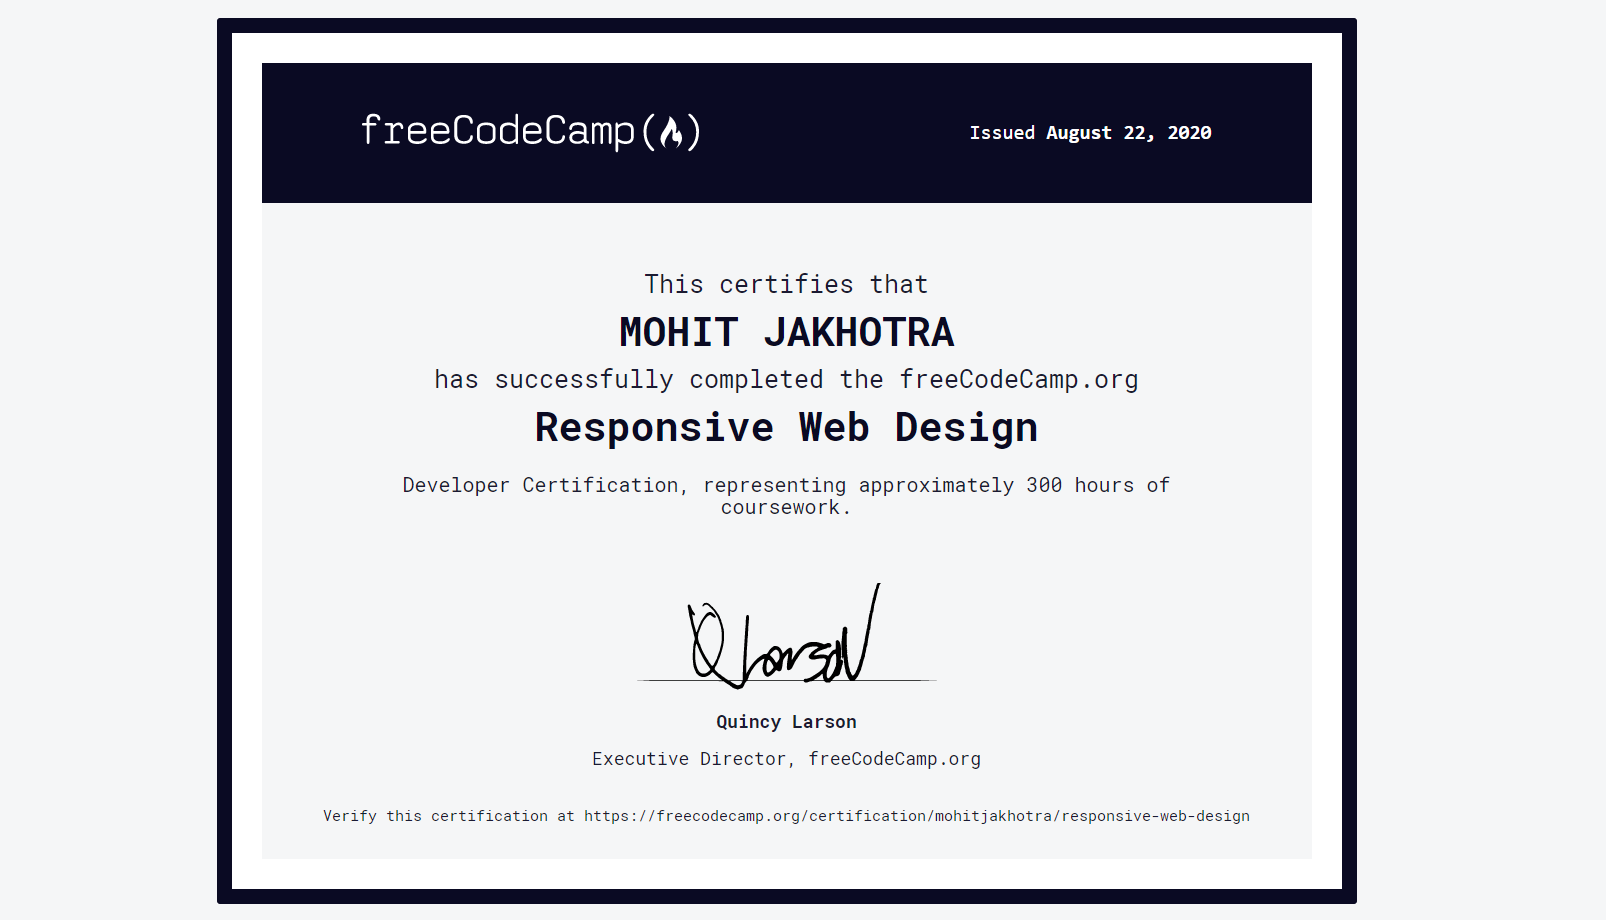 freeCodeCamp(🔥)
Issued August 22, 2020
This certifies that
MOHIT JAKHOTRA
has successfully completed the freeCodeCamp.org
Responsive Web Design
Developer Certification, representing approximately 300 hours of
coursework.
Q Larson
Quincy Larson
Executive Director, freeCodeCamp.org
Verify this certification at https://freecodecamp.org/certification/mohitjakhotra/responsive-web-design